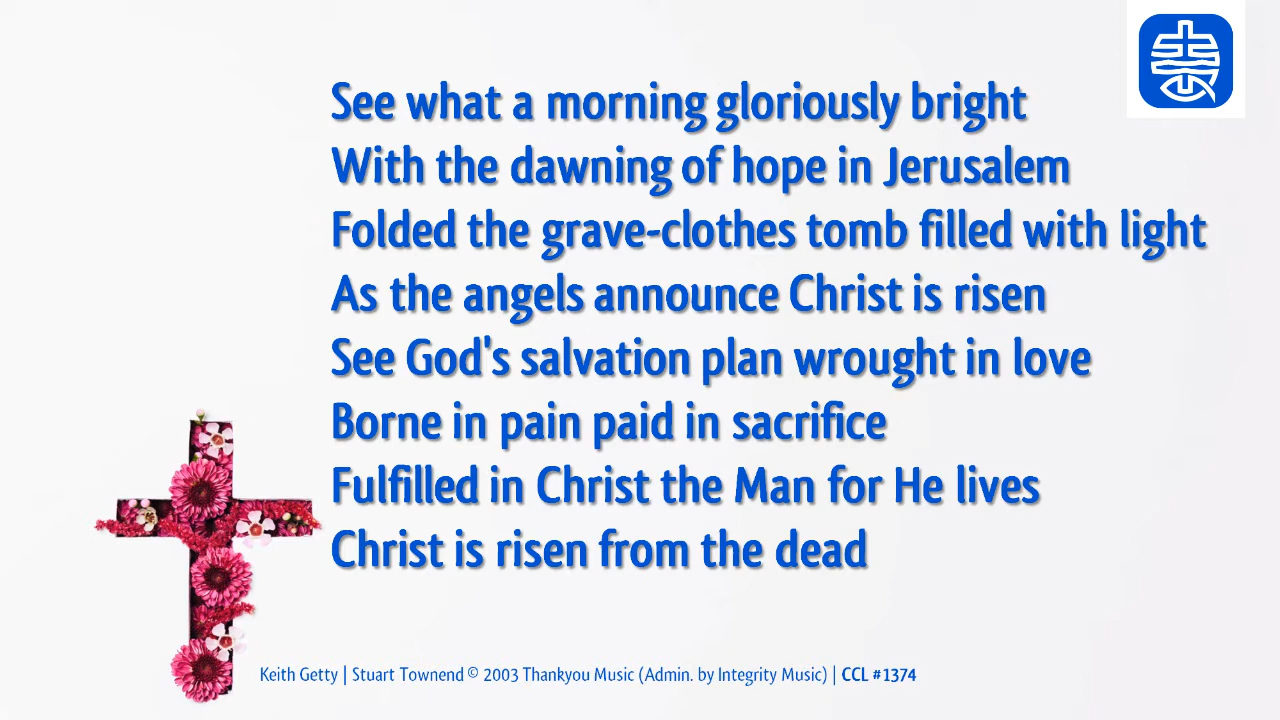 See what a morning gloriously bright
With the dawning of hope in Jerusalem
Folded the grave-clothes tomb filled with light
As the angels announce Christ is risen
See God's salvation plan wrought in love
Borne in pain paid in sacrifice
Fulfilled in Christ the Man for He lives
Christ is risen from the dead
Keith Getty | Stuart Townend © 2003 Thankyou Music (Admin. by Integrity Music) | CCL #1374